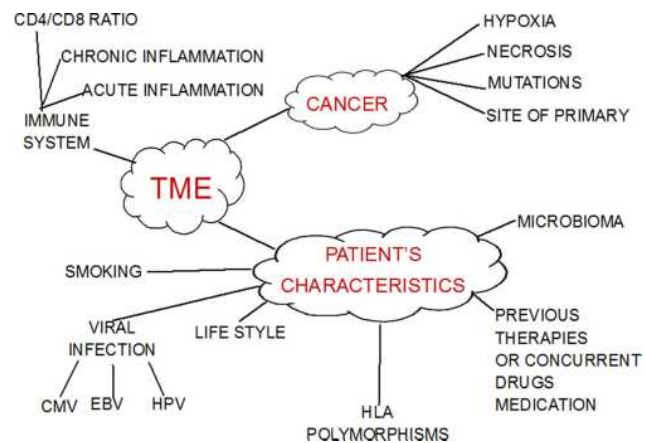 CD4/CD8 RATIO
CHRONIC INFLAMMATION
ACUTE INFLAMMATION
IMMUNE
SYSTEM
TME
CANCER
HYPOXIA
NECROSIS
MUTATIONS
SITE OF PRIMARY
PATIENT'S
CHARACTERISTICS
MICROBIOMA
SMOKING
VIRAL
INFECTION
CMV
EBV
HPV
LIFE STYLE
HLA
POLYMORPHISMS
PREVIOUS
THERAPIES
OR CONCURRENT
DRUGS
MEDICATION